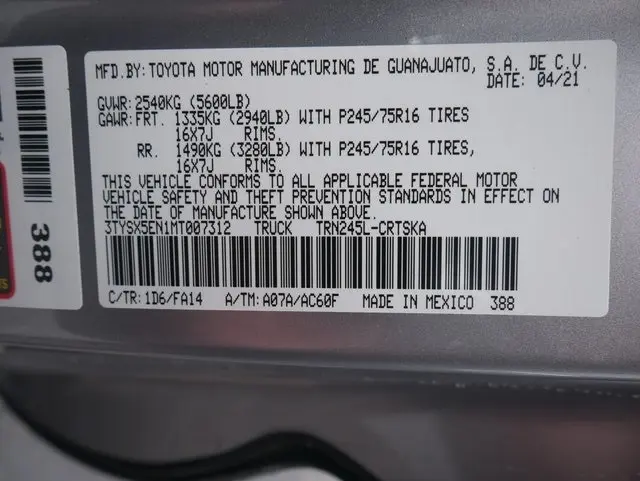 MFD.BY: TOYOTA MOTOR MANUFACTURING DE GUANAJUATO, S.A. DE C.V.
DATE: 04/21
GVWR: 2540KG (5600LB)
GAWR: FRT. 1335KG (2940LB) WITH P245/75R16 TIRES
16X7J RIMS.
RR. 1490KG (3280LB) WITH P245/75R16 TIRES,
16X7J RIMS.
THIS VEHICLE CONFORMS TO ALL APPLICABLE FEDERAL MOTOR
VEHICLE SAFETY AND THEFT PREVENTION STANDARDS IN EFFECT ON
THE DATE OF MANUFACTURE SHOWN ABOVE.
3TYSX5EN1MT007312 TRUCK TRN245L-CRTSKA
C/TR: 1D6/FA14 A/TM: A07A/AC60F MADE IN MEXICO 388
388